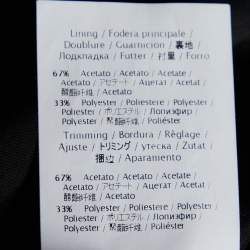 Lining / Fodera principale /
Doublure / Guarnicion / 裏地 /
Подкладка / Futter / 衬里 / Forro
67% Acetato / Acetato / Acetate /
Acetato / アセテート / Ацетат / Acetat /
醋酯纤维 / Acetato
33% Polyester / Poliestere / Polyester /
Poliester / ポリエステル / Полиэфир /
Polyester / 聚酯纤维 / Poliéster
Trimming / Bordura / Règlage /
Ajuste / トリミング / утеска / Zutat /
掴边 / Aparamento
67% Acetato / Acetato / Acetate /
Acetato / アセテート / Ацетат / Acetat /
醋酯纤维 / Acetato
33% Polyester / Poliestere / Polyester /
Poliester / ポリエステル / Полиэфир /
Polyester / 聚酯纤维 / Poliéster